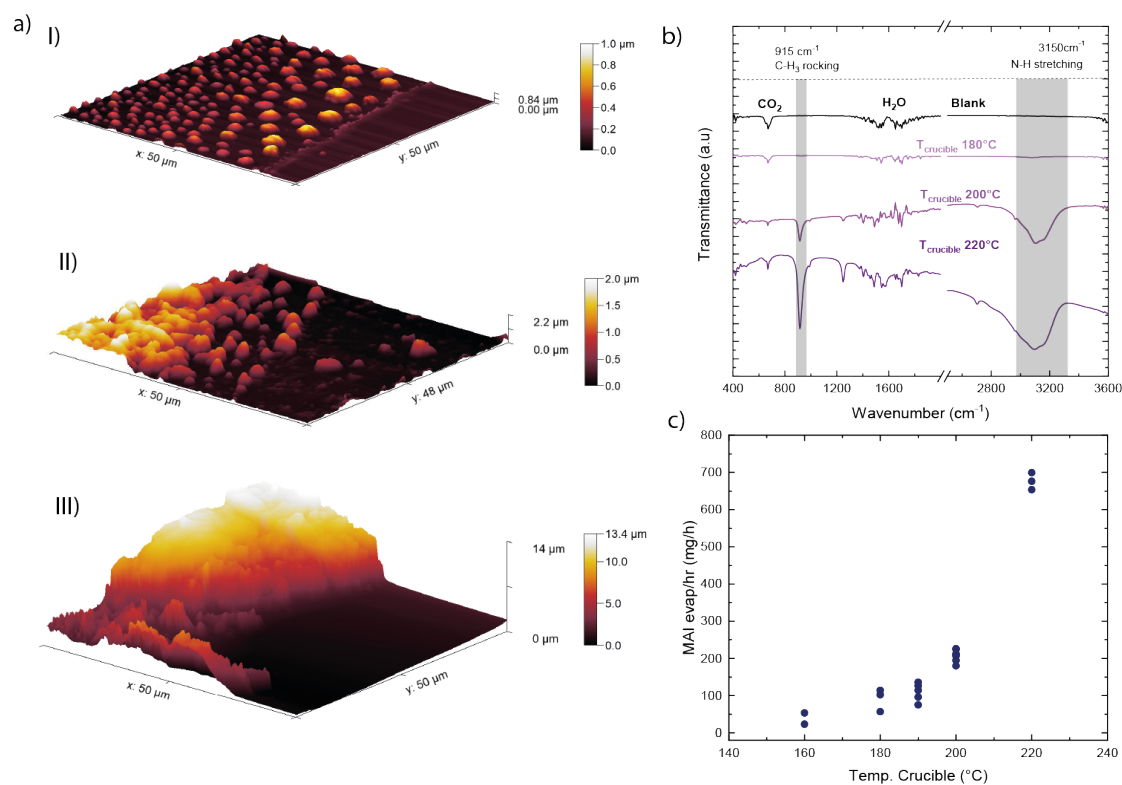 a)
I)
1.0 µm
0.8
0.6
0.4
0.2
0.0
0.84 µm
0.00 µm
x: 50 µm
y: 50 µm
II)
2.0 µm
1.5
1.0
0.5
0.0
2.2 µm
0.0 µm
x: 50 µm
y: 48 µm
III)
13.4 µm
10.0
5.0
0.0
14 µm
0 µm
x: 50 µm
y: 50 µm
b)
915 cm-1
C-H3 rocking
3150cm-1
N-H stretching
CO2
H2O
Blank
Tcrucible 180°C
Tcrucible 200°C
Tcrucible 220°C
Transmittance (a.u)
400 800 1200 1600 2800 3200 3600
Wavenumber (cm-1)
c)
800
700
600
500
400
300
200
100
0
MAI evap/hr (mg/h)
140 160 180 200 220 240
Temp. Crucible (°C)